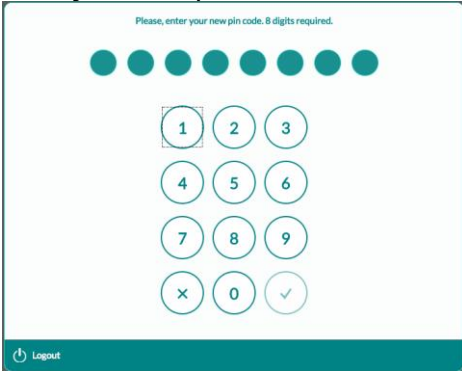 Please, enter your new pin code. 8 digits required.
1 2 3
4 5 6
7 8 9
× 0 ✓
Logout